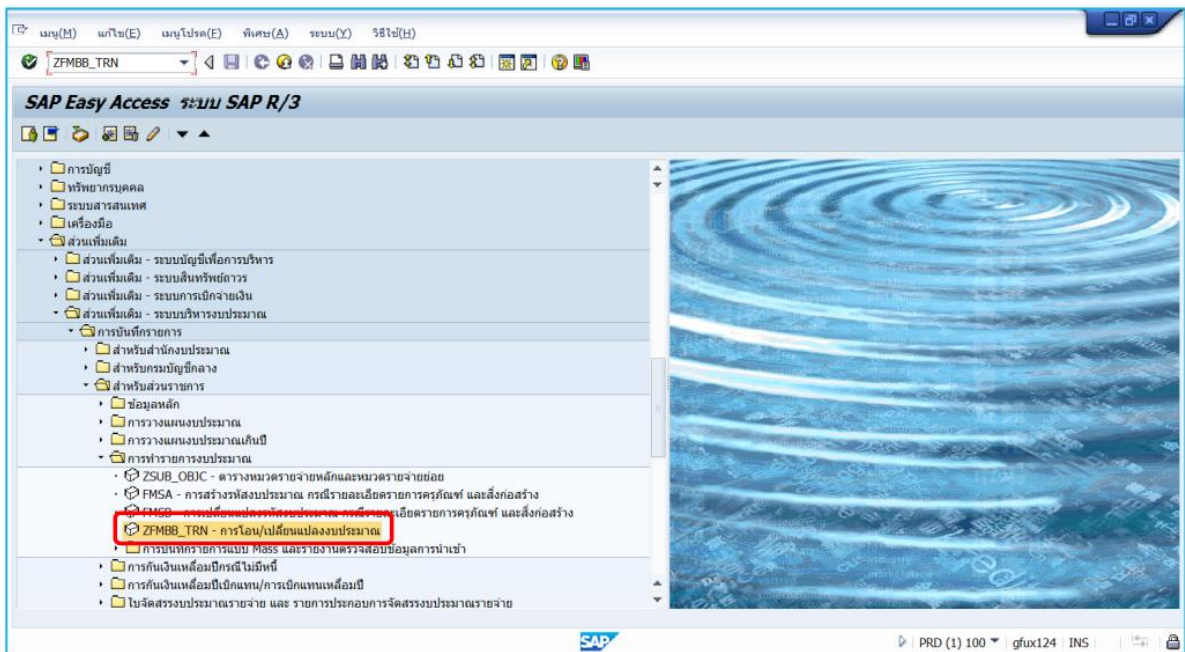 เมนู(M) แก้ไข(E) เมนูโปรด(F) พิเศษ(A) ระบบ(Y) วิธีใช้(H)
ZFMBB_TRN
SAP Easy Access ระบบ SAP R/3
การบัญชี
ทรัพยากรบุคคล
ระบบสารสนเทศ
เครื่องมือ
ส่วนเพิ่มเติม
ส่วนเพิ่มเติม - ระบบบัญชีเพื่อการบริหาร
ส่วนเพิ่มเติม - ระบบสินทรัพย์ถาวร
ส่วนเพิ่มเติม - ระบบการเบิกจ่ายเงิน
ส่วนเพิ่มเติม - ระบบบริหารงบประมาณ
การบันทึกรายการ
สำหรับสำนักงบประมาณ
สำหรับกรมบัญชีกลาง
สำหรับส่วนราชการ
ข้อมูลหลัก
การวางแผนงบประมาณ
การวางแผนงบประมาณเกินปี
การทำรายการงบประมาณ
ZSUB_OBJC - ตารางหมวดรายจ่ายหลักและหมวดรายจ่ายย่อย
FMSA - การสร้างรหัสงบประมาณ กรณีรายละเอียดรายการครุภัณฑ์ และสิ่งก่อสร้าง
FMSB - การเปลี่ยนแปลงรหัสงบประมาณ กรณีรายละเอียดรายการครุภัณฑ์ และสิ่งก่อสร้าง
ZFMBB_TRN - การโอน/เปลี่ยนแปลงงบประมาณ
การบันทึกรายการแบบ Mass และรายงานตรวจสอบข้อมูลการนำเข้า
การกันเงินเหลื่อมปีกรณีไม่มีหนี้
การกันเงินเหลื่อมปีเบิกแทน/การเบิกแทนเหลื่อมปี
ใบจัดสรรงบประมาณรายจ่าย และ รายการประกอบการจัดสรรงบประมาณรายจ่าย
SAP PRD (1) 100 gfux124 INS